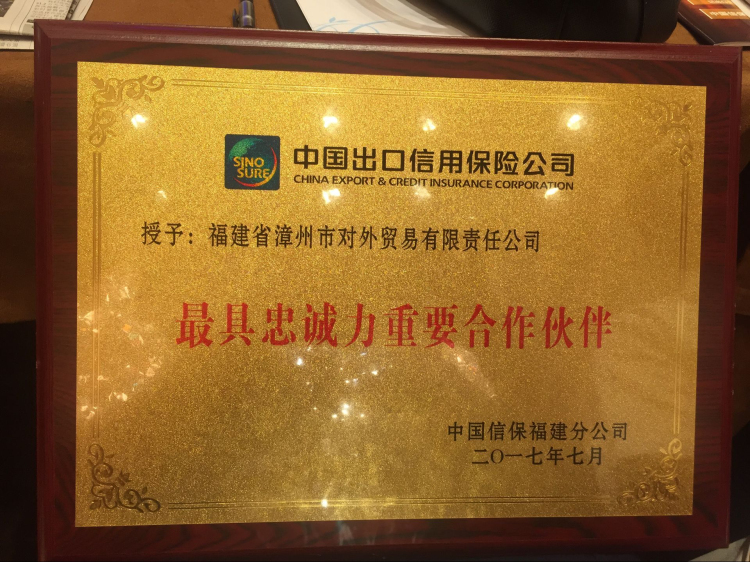 SINO
SURE
中国出口信用保险公司
CHINA EXPORT & CREDIT INSURANCE CORPORATION
授予：福建省漳州市对外贸易有限责任公司
最具忠诚力重要合作伙伴
中国信保福建分公司
二〇一七年七月